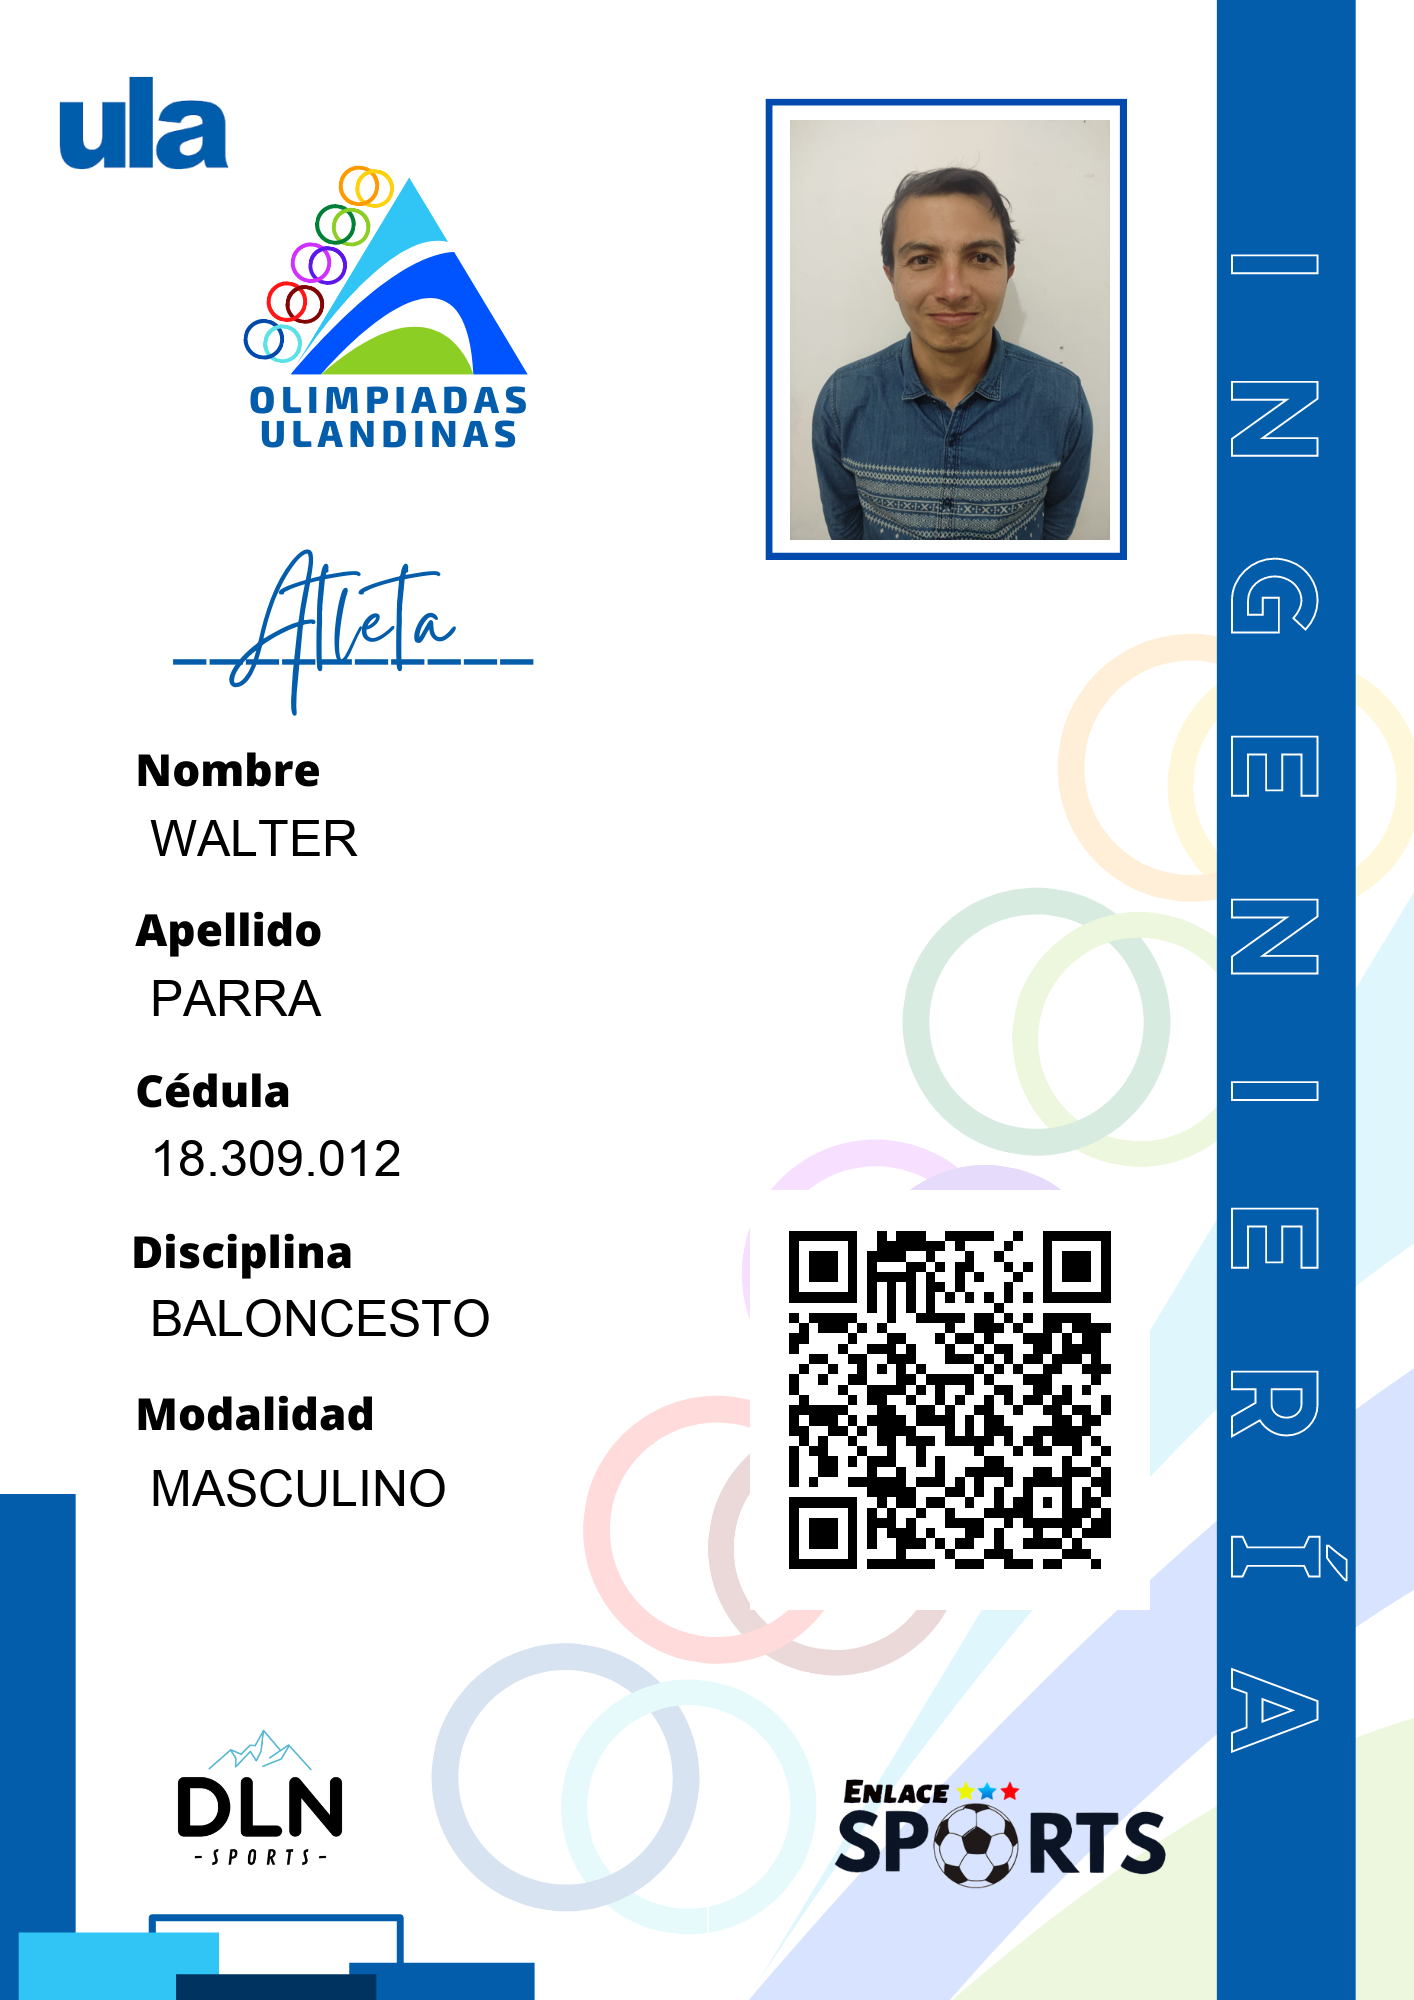 ula
OLIMPIADAS
ULANDINAS
Atleta
Nombre
WALTER
Apellido
PARRA
Cédula
18.309.012
Disciplina
BALONCESTO
Modalidad
MASCULINO
DLN
-SPORTS-
ENLACE
SPORTS
INGENIERÍA